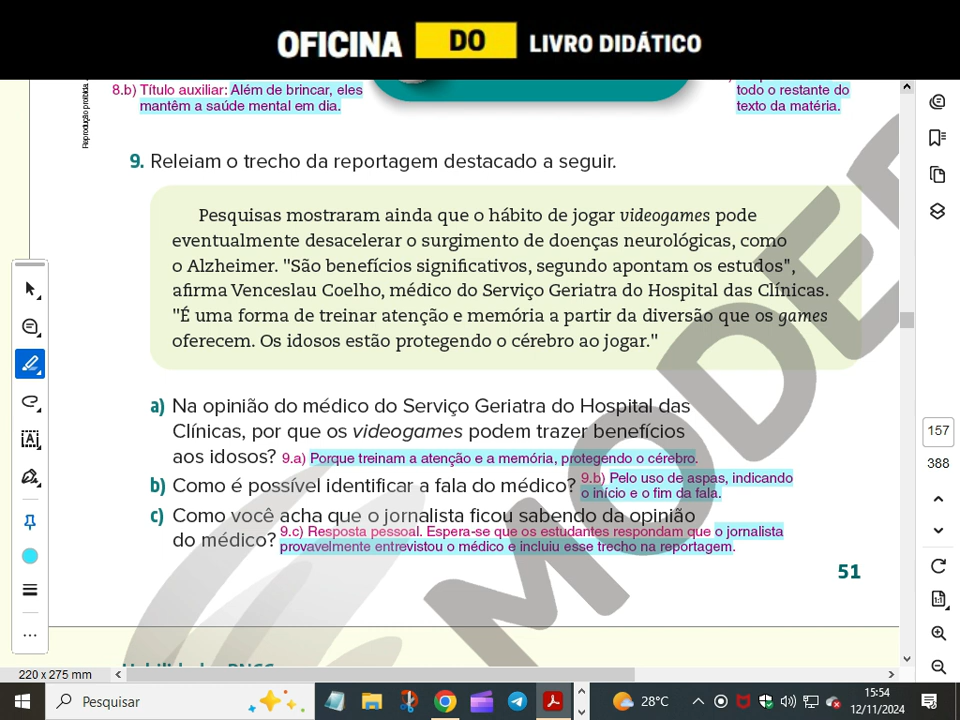 OFICINA DO LIVRO DIDÁTICO
8.b) Título auxiliar: Além de brincar, eles
mantêm a saúde mental em dia.
todo o restante do
texto da matéria.
Reprodução proibida.
9. Releiam o trecho da reportagem destacado a seguir.
Pesquisas mostraram ainda que o hábito de jogar videogames pode
eventualmente desacelerar o surgimento de doenças neurológicas, como
o Alzheimer. "São benefícios significativos, segundo apontam os estudos",
afirma Venceslau Coelho, médico do Serviço Geriatra do Hospital das Clínicas.
"É uma forma de treinar atenção e memória a partir da diversão que os games
oferecem. Os idosos estão protegendo o cérebro ao jogar."
a) Na opinião do médico do Serviço Geriatra do Hospital das
Clínicas, por que os videogames podem trazer benefícios
aos idosos? 9.a) Porque treinam a atenção e a memória, protegendo o cérebro.
b) Como é possível identificar a fala do médico? 9.b) Pelo uso de aspas, indicando
o início e o fim da fala.
c) Como você acha que o jornalista ficou sabendo da opinião
do médico? 9.c) Resposta pessoal. Espera-se que os estudantes respondam que o jornalista
provavelmente entrevistou o médico e incluiu esse trecho na reportagem.
51
MODE
157
388
220 x 275 mm
Pesquisar
28°C
15:54
12/11/2024